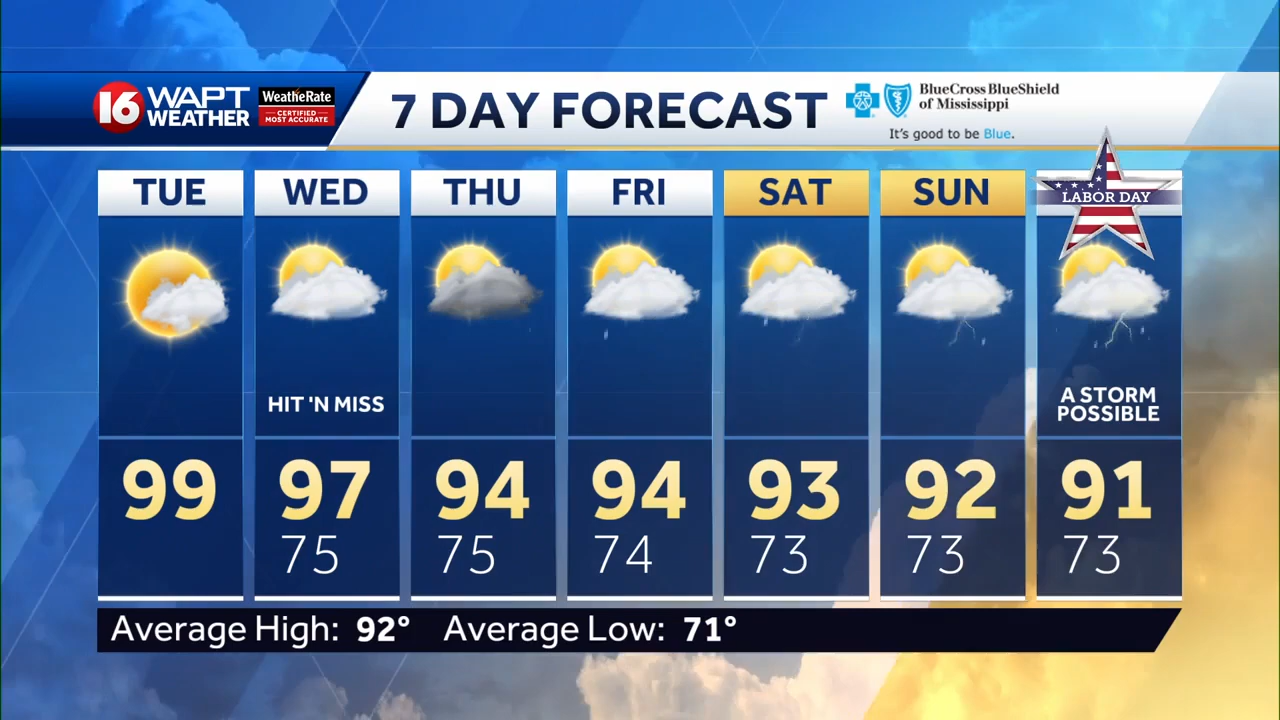 16 WAPT WEATHER
WeatheRate
CERTIFIED
MOST ACCURATE
7 DAY FORECAST
BlueCross BlueShield
of Mississippi
It's good to be Blue.
TUE WED THU FRI SAT SUN LABOR DAY
HIT 'N MISS
A STORM
POSSIBLE
99 97 94 94 93 92 91
75 75 74 73 73 73
Average High: 92° Average Low: 71°